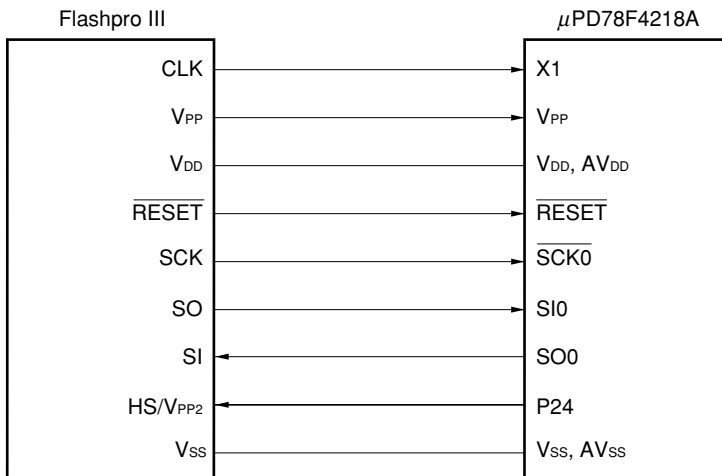 Flashpro III μPD78F4218A
CLK X1
VPP VPP
VDD VDD, AVDD
RESET RESET
SCK SCK0
SO SI0
SI SO0
HS/VPP2 P24
VSS VSS, AVSS